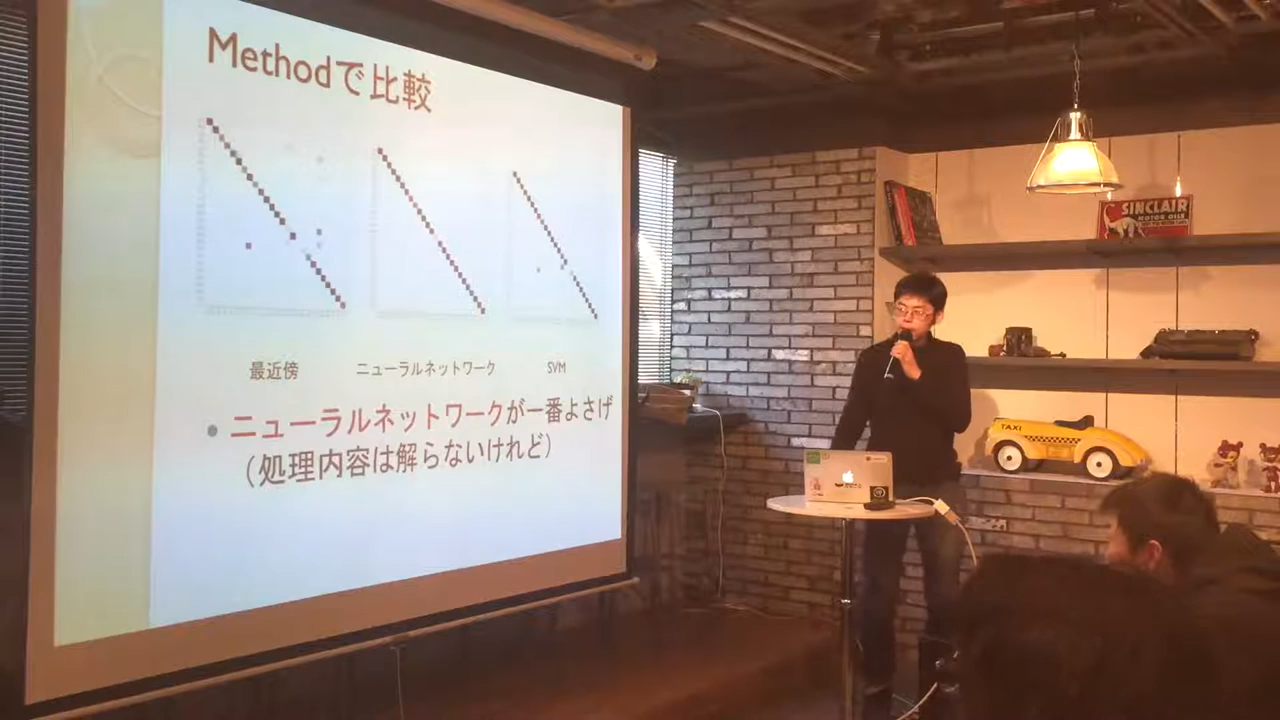 Methodで比較
最近傍
ニューラルネットワーク
SVM
ニューラルネットワークが一番よさげ
（処理内容は解らないけれど）
SINCLAIR
MOTOR OILS
TAXI